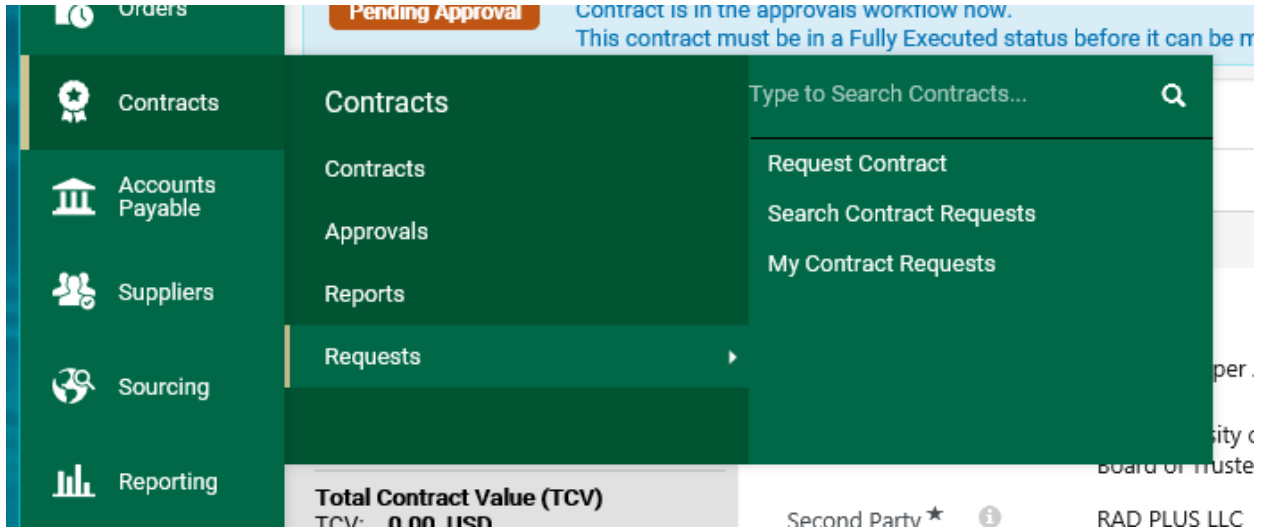 Orders
Pending Approval
Contract is in the approvals workflow now.
This contract must be in a Fully Executed status before it can be m
Contracts
Accounts
Payable
Suppliers
Sourcing
Reporting
Contracts
Contracts
Approvals
Reports
Requests
Type to Search Contracts...
Request Contract
Search Contract Requests
My Contract Requests
per
sity
Board of Truste
Total Contract Value (TCV)
TCV: 0.00 USD
Second Party ★
RAD PLUS LLC